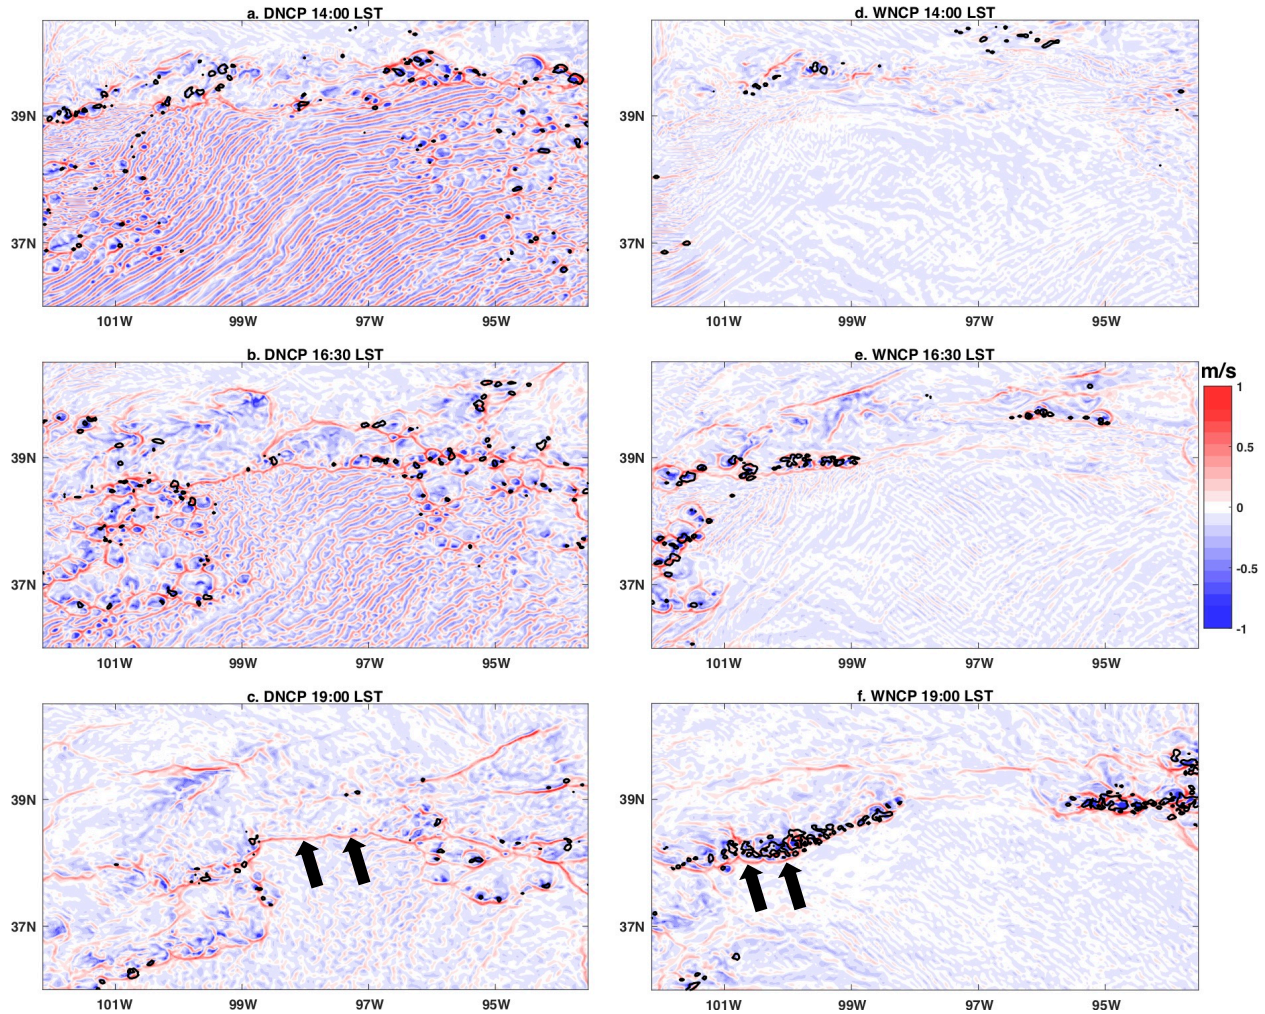 a. DNCP 14:00 LST
39N
37N
101W 99W 97W 95W
d. WNCP 14:00 LST
39N
37N
101W 99W 97W 95W
b. DNCP 16:30 LST
39N
37N
101W 99W 97W 95W
e. WNCP 16:30 LST
39N
37N
101W 99W 97W 95W
m/s
1
0.5
0
-0.5
-1
c. DNCP 19:00 LST
39N
37N
101W 99W 97W 95W
f. WNCP 19:00 LST
39N
37N
101W 99W 97W 95W